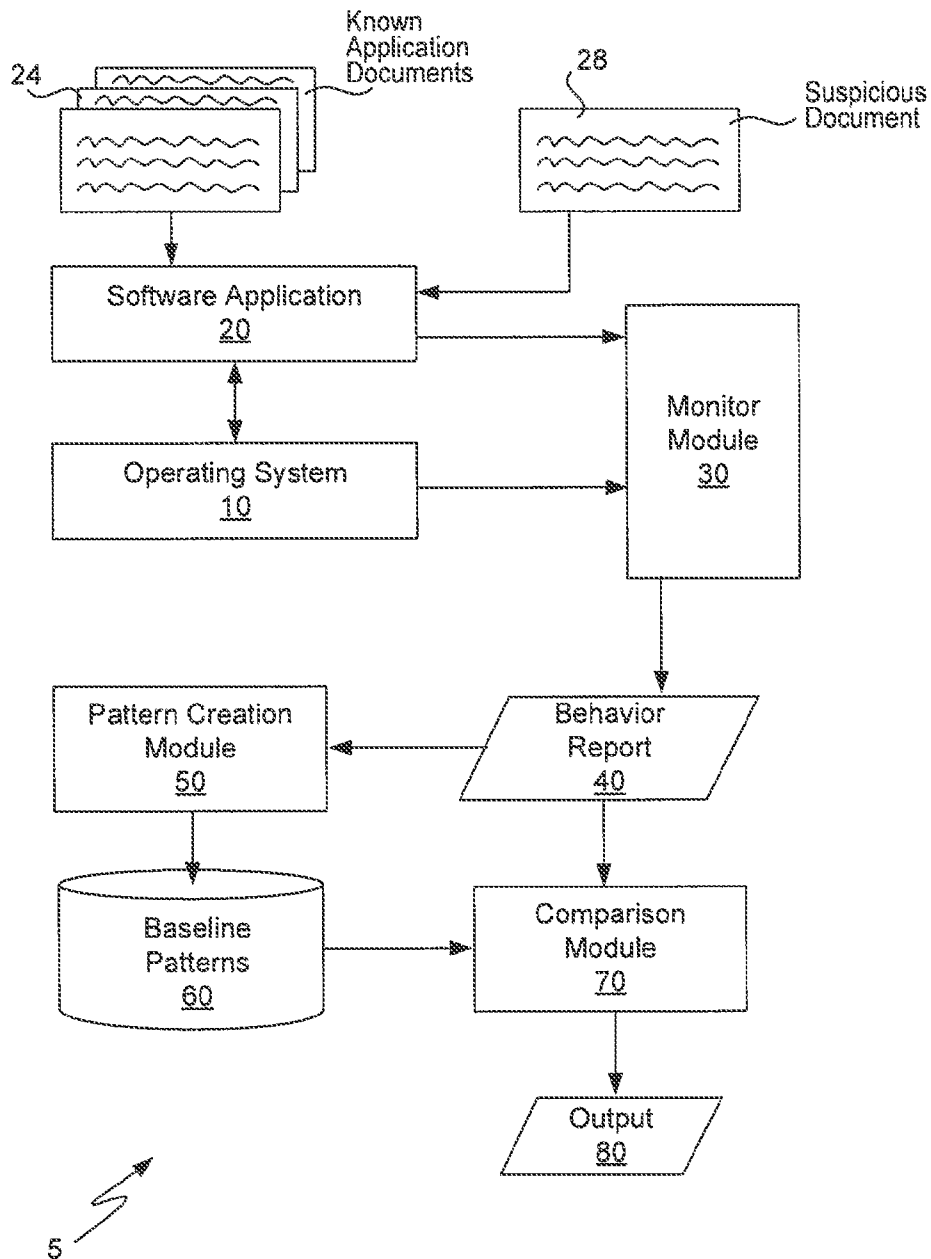 Known
Application
Documents
24
28
Suspicious
Document
Software Application
20
Monitor
Module
30
Operating System
10
Pattern Creation
Module
50
Behavior
Report
40
Baseline
Patterns
60
Comparison
Module
70
Output
80
5